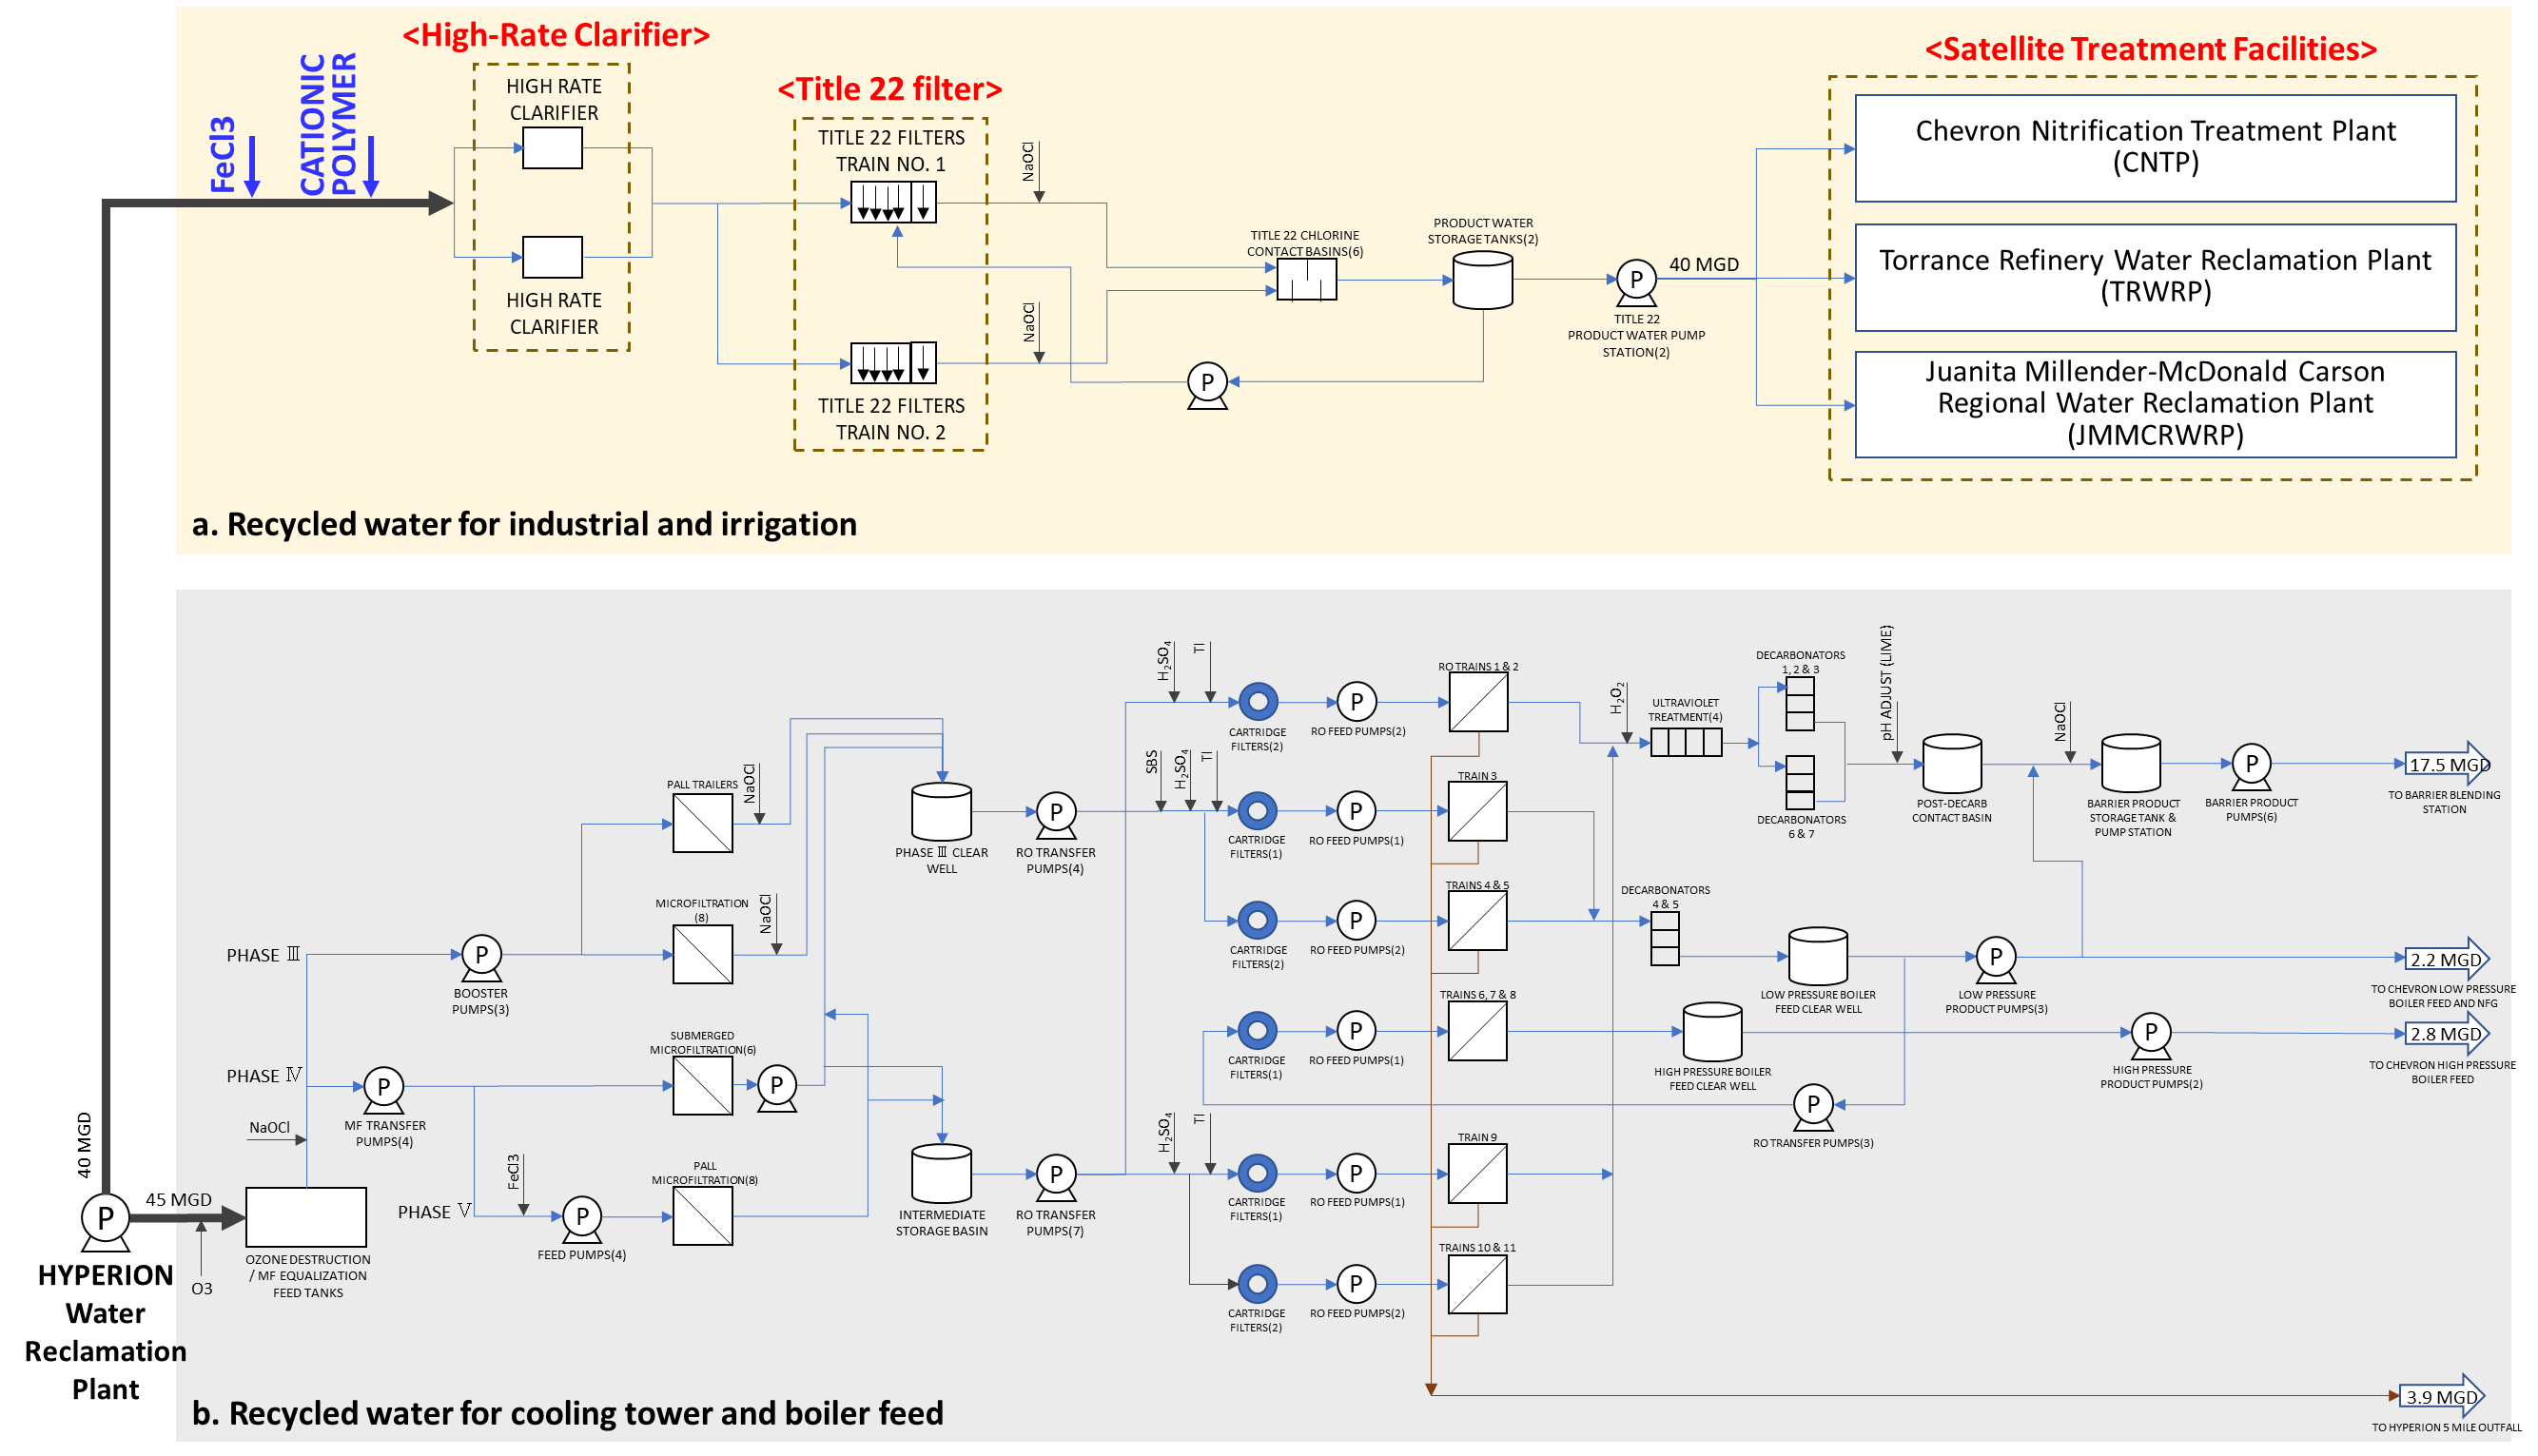 <High-Rate Clarifier>
<Title 22 filter>
<Satellite Treatment Facilities>
FeCl3
CATIONIC
POLYMER
HIGH RATE
CLARIFIER
HIGH RATE
CLARIFIER
TITLE 22 FILTERS
TRAIN NO. 1
TITLE 22 FILTERS
TRAIN NO. 2
NaOCl
NaOCl
TITLE 22 CHLORINE
CONTACT BASINS(6)
PRODUCT WATER
STORAGE TANKS(2)
P
P
TITLE 22
PRODUCT WATER PUMP
STATION(2)
40 MGD
Chevron Nitrification Treatment Plant
(CNTP)
Torrance Refinery Water Reclamation Plant
(TRWRP)
Juanita Millender-McDonald Carson
Regional Water Reclamation Plant
(JMMCRWRP)
a. Recycled water for industrial and irrigation
40 MGD
P
45 MGD
O3
HYPERION
Water
Reclamation
Plant
OZONE DESTRUCTION
/ MF EQUALIZATION
FEED TANKS
NaOCl
PHASE Ⅲ
PHASE Ⅳ
PHASE Ⅴ
P
BOOSTER
PUMPS(3)
P
MF TRANSFER
PUMPS(4)
FeCl3
P
FEED PUMPS(4)
PALL TRAILERS
NaOCl
MICROFILTRATION
(8)
NaOCl
SUBMERGED
MICROFILTRATION(6)
P
PALL
MICROFILTRATION(8)
PHASE Ⅲ CLEAR
WELL
P
RO TRANSFER
PUMPS(4)
INTERMEDIATE
STORAGE BASIN
P
RO TRANSFER
PUMPS(7)
H2SO4
TI
CARTRIDGE
FILTERS(2)
P
RO FEED PUMPS(2)
RO TRAINS 1 & 2
SBS
H2SO4
TI
CARTRIDGE
FILTERS(1)
P
RO FEED PUMPS(1)
TRAIN 3
CARTRIDGE
FILTERS(2)
P
RO FEED PUMPS(2)
TRAINS 4 & 5
CARTRIDGE
FILTERS(1)
P
RO FEED PUMPS(1)
TRAINS 6, 7 & 8
H2SO4
TI
CARTRIDGE
FILTERS(1)
P
RO FEED PUMPS(1)
TRAIN 9
CARTRIDGE
FILTERS(2)
P
RO FEED PUMPS(2)
TRAINS 10 & 11
H2O2
ULTRAVIOLET
TREATMENT(4)
DECARBONATORS
1, 2 & 3
DECARBONATORS
6 & 7
pH ADJUST (LIME)
POST-DECARB
CONTACT BASIN
NaOCl
BARRIER PRODUCT
STORAGE TANK &
PUMP STATION
P
BARRIER PRODUCT
PUMPS(6)
17.5 MGD
TO BARRIER BLENDING
STATION
DECARBONATORS
4 & 5
LOW PRESSURE BOILER
FEED CLEAR WELL
P
LOW PRESSURE
PRODUCT PUMPS(3)
2.2 MGD
TO CHEVRON LOW PRESSURE
BOILER FEED AND NFG
HIGH PRESSURE BOILER
FEED CLEAR WELL
P
HIGH PRESSURE
PRODUCT PUMPS(2)
2.8 MGD
TO CHEVRON HIGH PRESSURE
BOILER FEED
P
RO TRANSFER PUMPS(3)
3.9 MGD
TO HYPERION 5 MILE OUTFALL
b. Recycled water for cooling tower and boiler feed